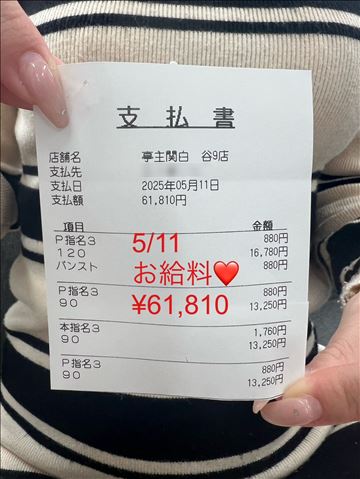 支 払 書
店舗名 亭主関白 谷9店
支払先
支払日 2025年05月11日
支払額 61,810円
項目 金額
P指名3 880円
120 16,780円
パンスト 880円
5/11
お給料❤
¥61,810
P指名3 880円
90 13,250円
本指名3 1,760円
90 13,250円
P指名3 880円
90 13,250円